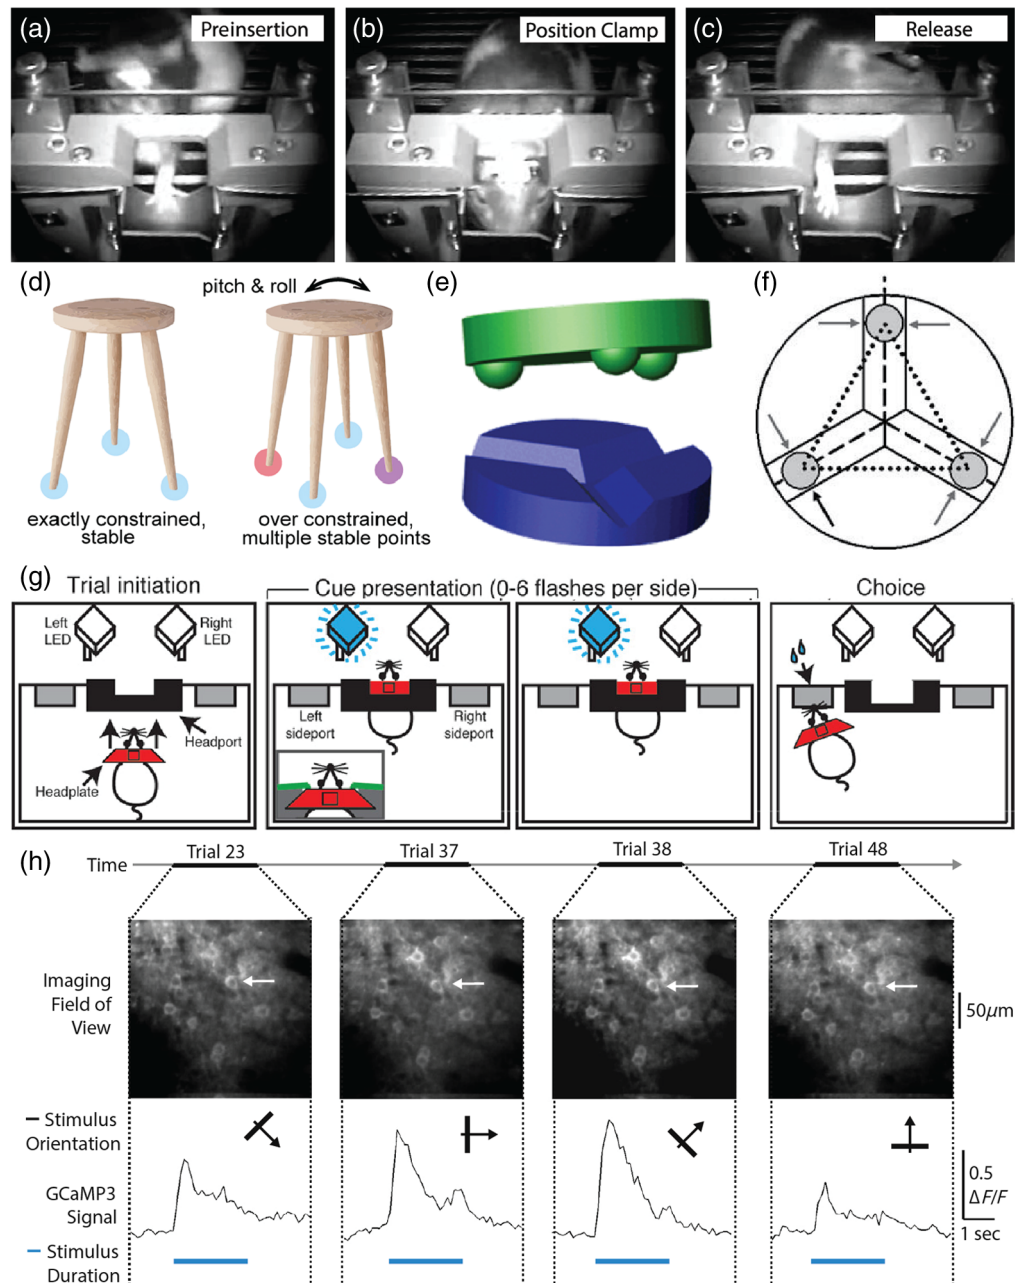 (a)
Preinsertion
(b)
Position Clamp
(c)
Release
(d)
pitch & roll
exactly constrained,
stable
over constrained,
multiple stable points
(e)
(f)
(g)
Trial initiation
Cue presentation (0-6 flashes per side)
Choice
Left
LED
Right
LED
Headport
Headplate
Left
sideport
Right
sideport
(h)
Time
Trial 23
Trial 37
Trial 38
Trial 48
Imaging
Field of
View
50μm
Stimulus
Orientation
GCaMP3
Signal
0.5
ΔF/F
1 sec
Stimulus
Duration